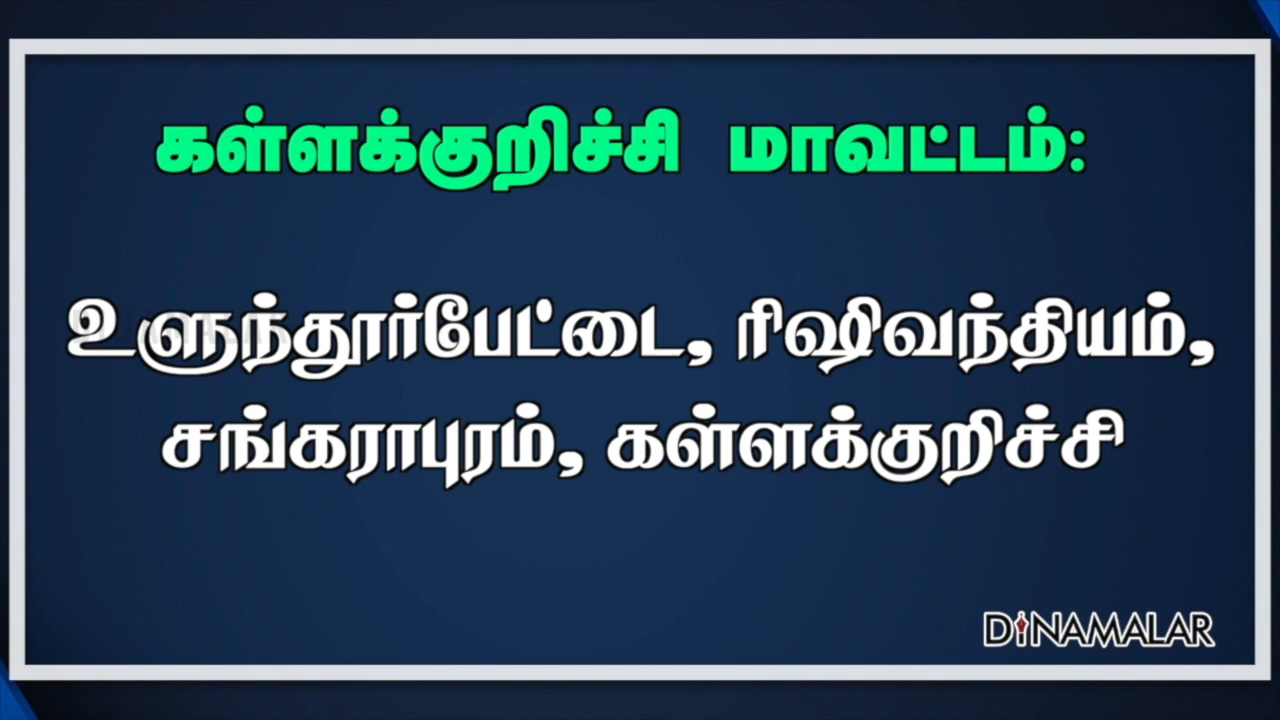 கள்ளக்குறிச்சி மாவட்டம்:
உளுந்தூர்பேட்டை, ரிஷிவந்தியம்,
சங்கராபுரம், கள்ளக்குறிச்சி
DINAMALAR